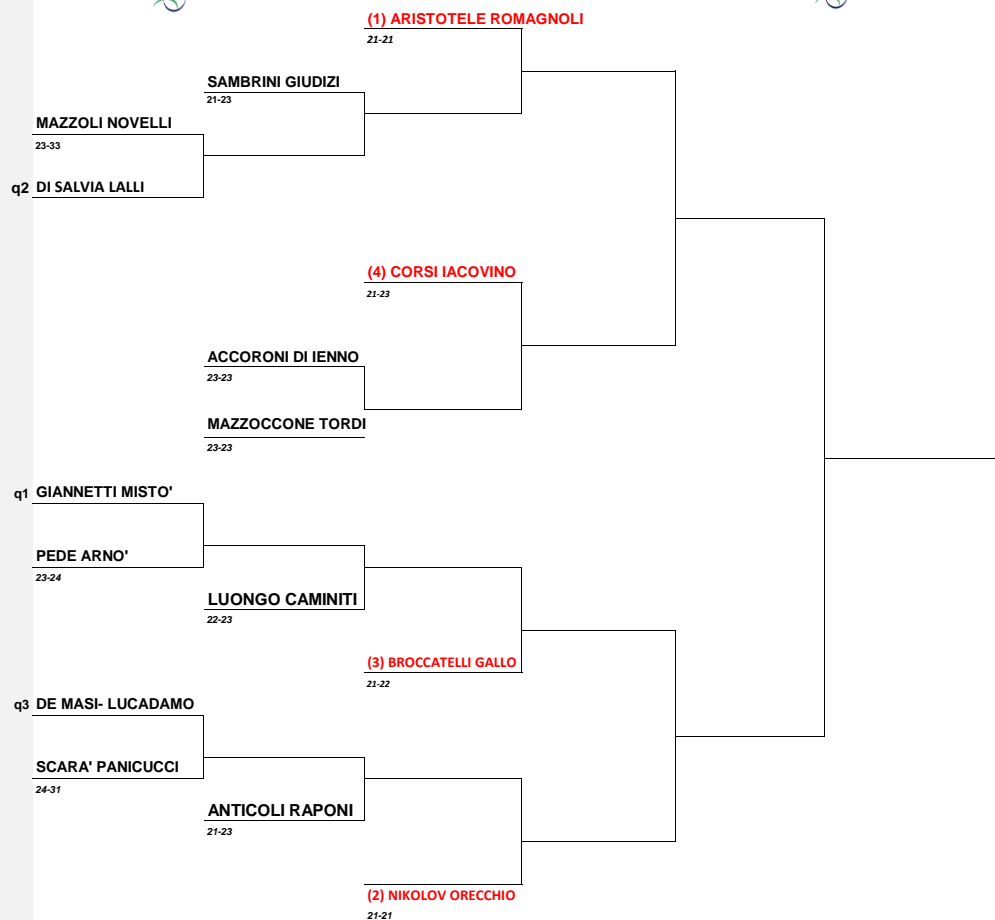 (1) ARISTOTELE ROMAGNOLI
21-21
SAMBRINI GIUDIZI
21-23
MAZZOLI NOVELLI
23-33
q2 DI SALVIA LALLI
(4) CORSI IACOVINO
21-23
ACCORONI DI IENNO
23-23
MAZZOCCONE TORDI
23-23
q1 GIANNETTI MISTO'
PEDE ARNO'
23-24
LUONGO CAMINITI
22-23
(3) BROCCATELLI GALLO
21-22
q3 DE MASI- LUCADAMO
SCARA' PANICUCCI
24-31
ANTICOLI RAPONI
21-23
(2) NIKOLOV ORECCHIO
21-21